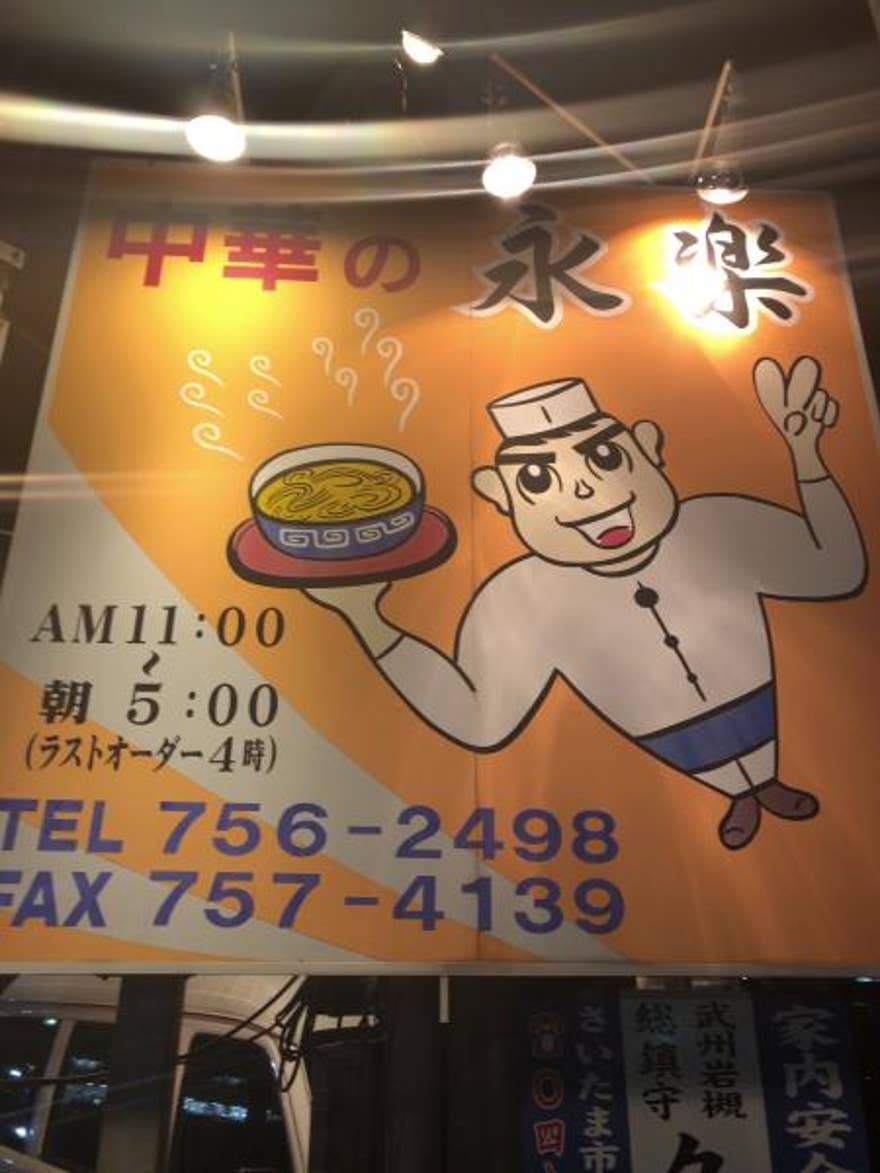 中華の 永楽
AM11:00
〜
朝 5:00
(ラストオーダー4時)
TEL 756-2498
FAX 757-4139
家内安
武州岩槻
総鎮守
さいたま市
〇四